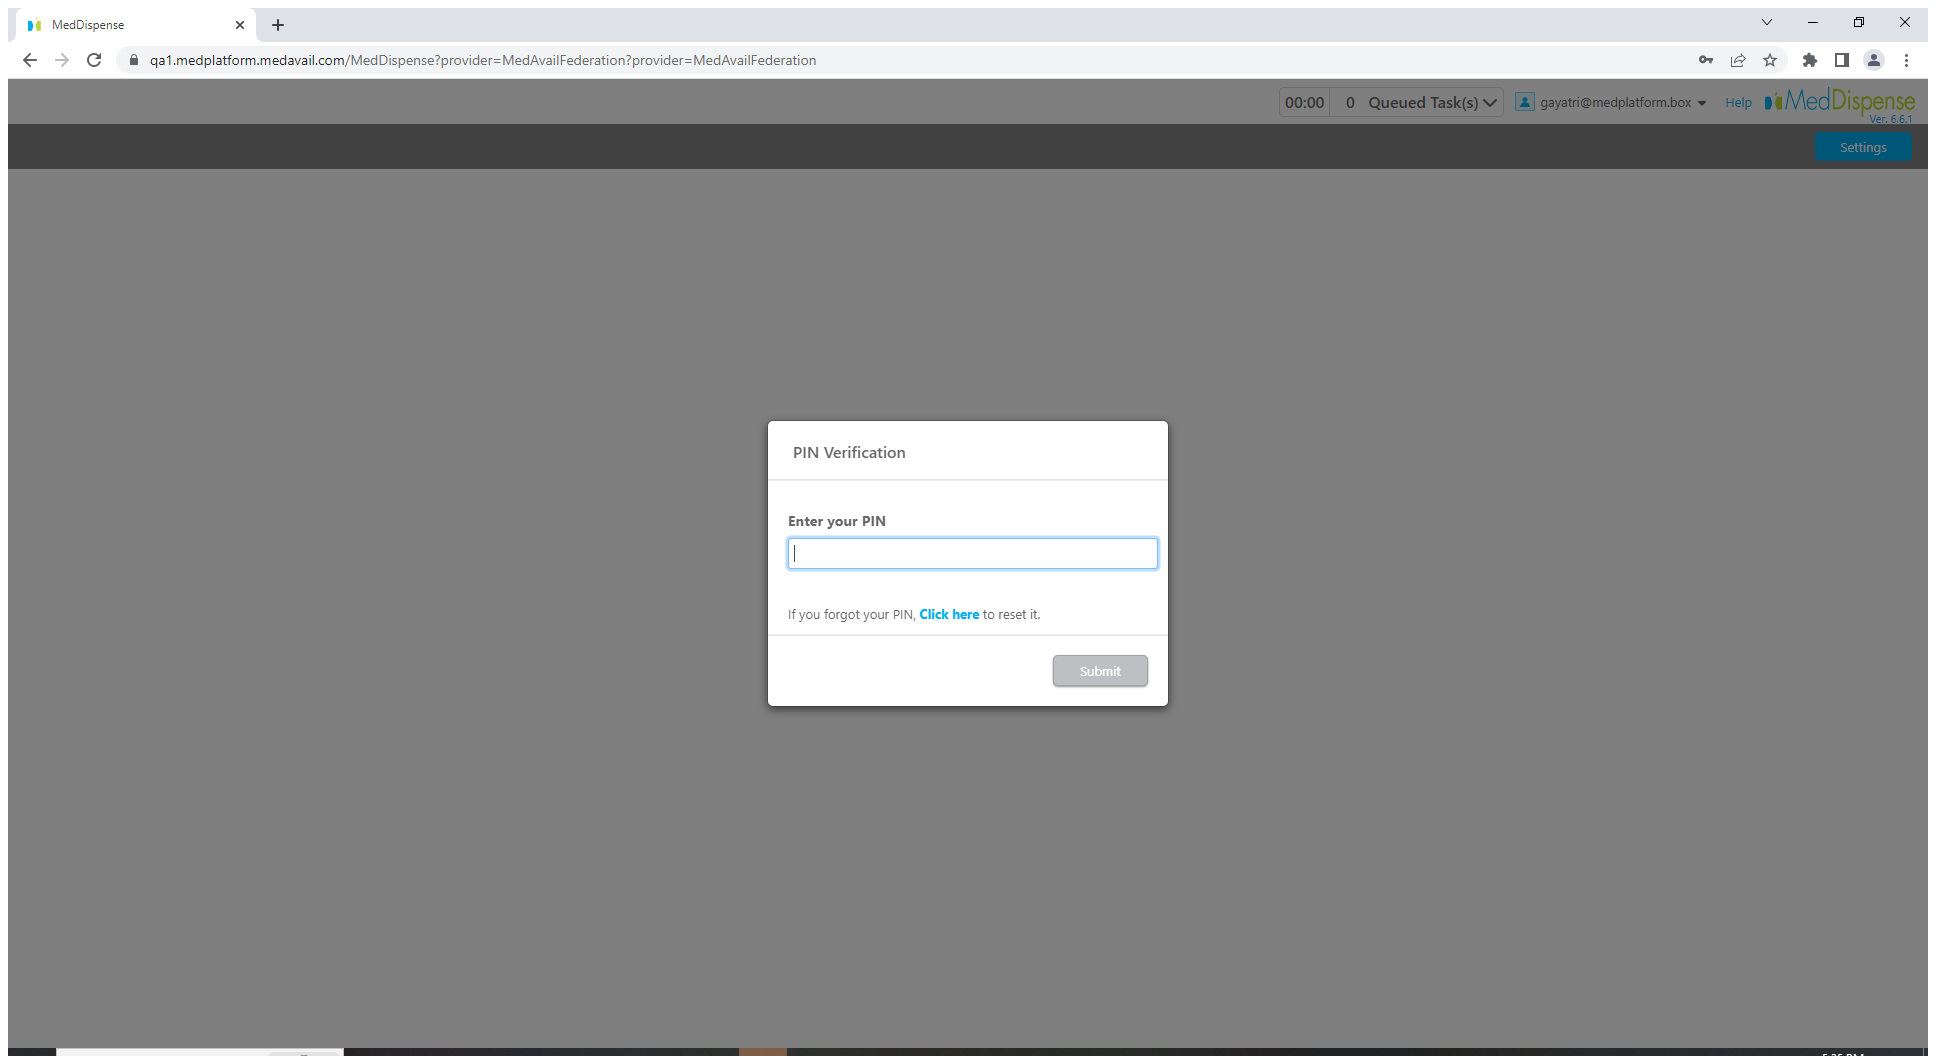 MedDispense
qa1.medplatform.medavail.com/MedDispense?provider=MedAvailFederation?provider=MedAvailFederation
00:00 0 Queued Task(s) gayatri@medplatform.box Help MedDispense
Ver. 6.6.1
Settings
PIN Verification
Enter your PIN
If you forgot your PIN, Click here to reset it.
Submit